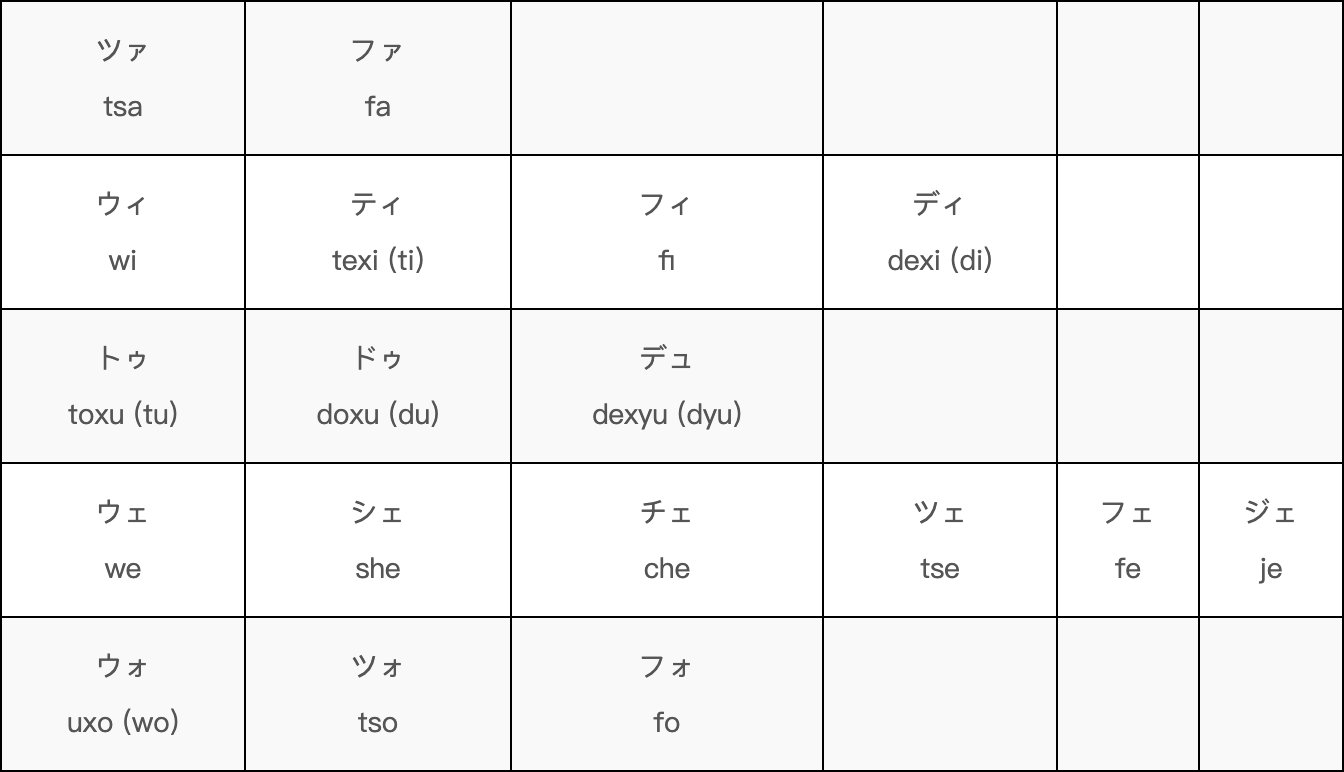 ツァ ファ
tsa fa
ウィ ティ フィ ディ
wi texi (ti) fi dexi (di)
トゥ ドゥ デュ
toxu (tu) doxu (du) dexyu (dyu)
ウェ シェ チェ ツェ フェ ジェ
we she che tse fe je
ウォ ツォ フォ
uxo (wo) tso fo